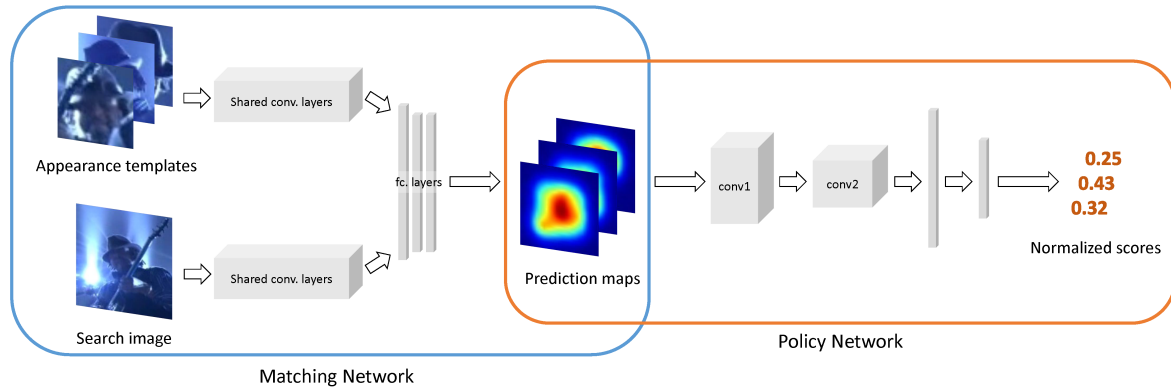 Appearance templates
Shared conv. layers
Search image
Shared conv. layers
fc. layers
Prediction maps
Matching Network
conv1
conv2
0.25
0.43
0.32
Normalized scores
Policy Network